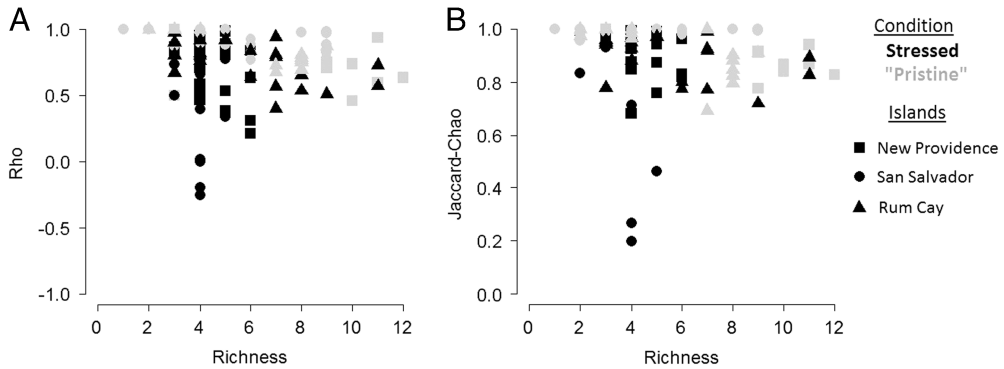 A
Rho
1.0
0.5
0.0
-0.5
-1.0
0 2 4 6 8 10 12
Richness
B
Jaccard-Chao
1.0
0.8
0.6
0.4
0.2
0.0
0 2 4 6 8 10 12
Richness
Condition
Stressed
"Pristine"
Islands
New Providence
San Salvador
Rum Cay